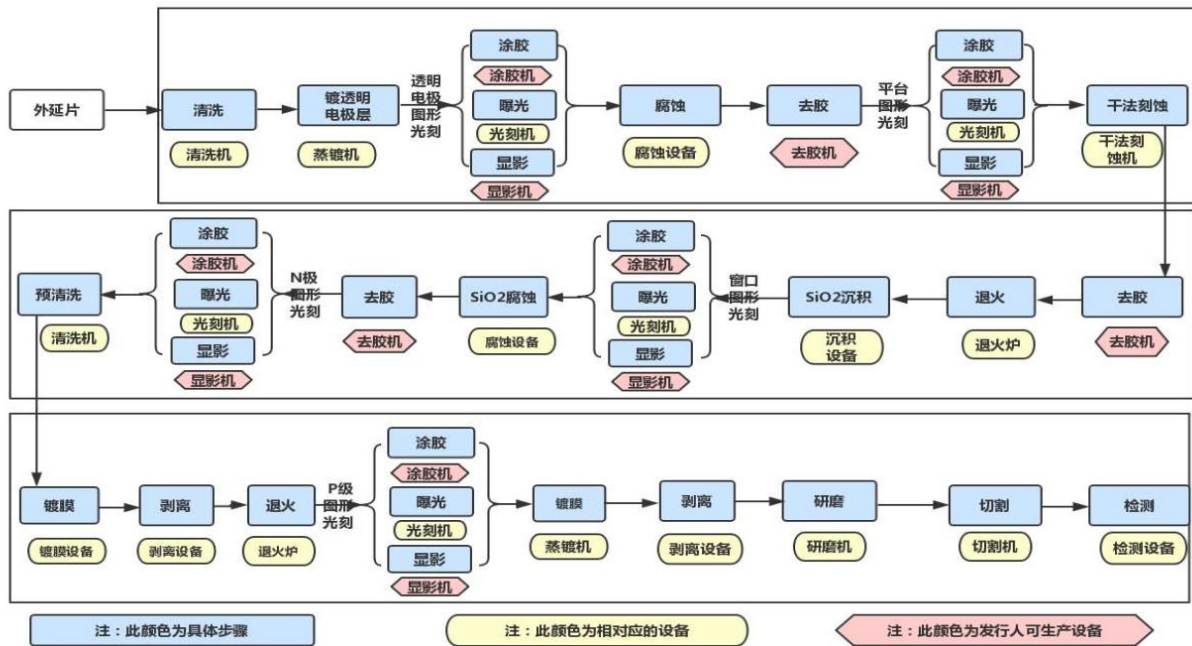 外延片
清洗
清洗机
镀透明
电极层
蒸镀机
透明
电极
图形
光刻
涂胶
涂胶机
曝光
光刻机
显影
显影机
腐蚀
腐蚀设备
去胶
去胶机
平台
图形
光刻
涂胶
涂胶机
曝光
光刻机
显影
显影机
干法刻蚀
干法刻
蚀机
去胶
去胶机
退火
退火炉
SiO2沉积
沉积
设备
窗口
图形
光刻
涂胶
涂胶机
曝光
光刻机
显影
显影机
SiO2腐蚀
腐蚀设备
去胶
去胶机
N极
图形
光刻
涂胶
涂胶机
曝光
光刻机
显影
显影机
预清洗
清洗机
镀膜
镀膜设备
剥离
剥离设备
退火
退火炉
P级
图形
光刻
涂胶
涂胶机
曝光
光刻机
显影
显影机
镀膜
蒸镀机
剥离
剥离设备
研磨
研磨机
切割
切割机
检测
检测设备
注：此颜色为具体步骤
注：此颜色为相对应的设备
注：此颜色为发行人可生产设备